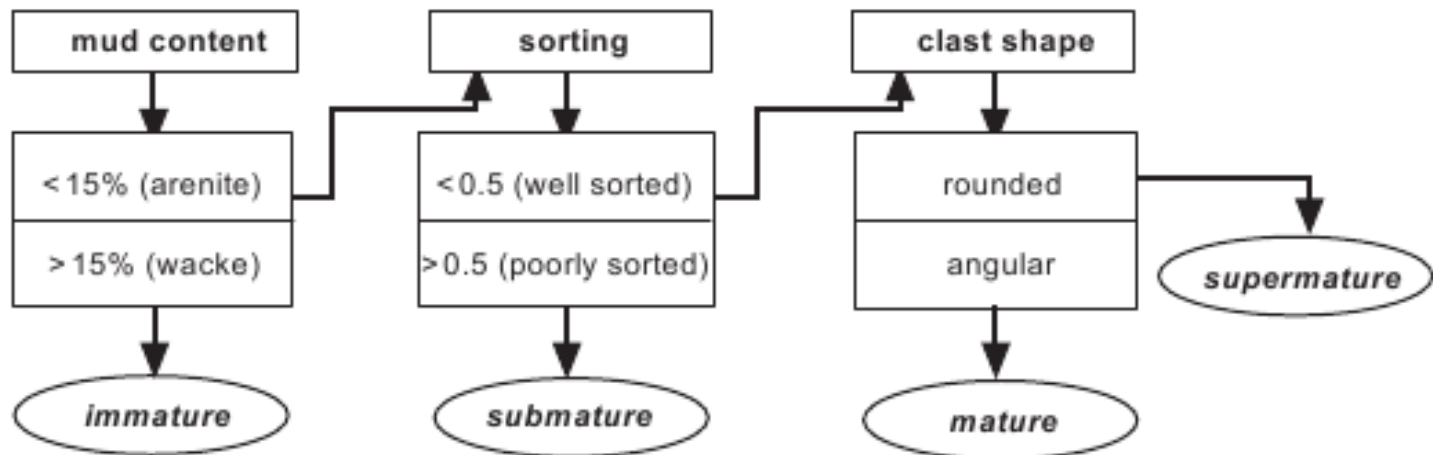 mud content
sorting
clast shape
<15% (arenite)
<0.5 (well sorted)
rounded
>15% (wacke)
>0.5 (poorly sorted)
angular
supermature
immature
submature
mature